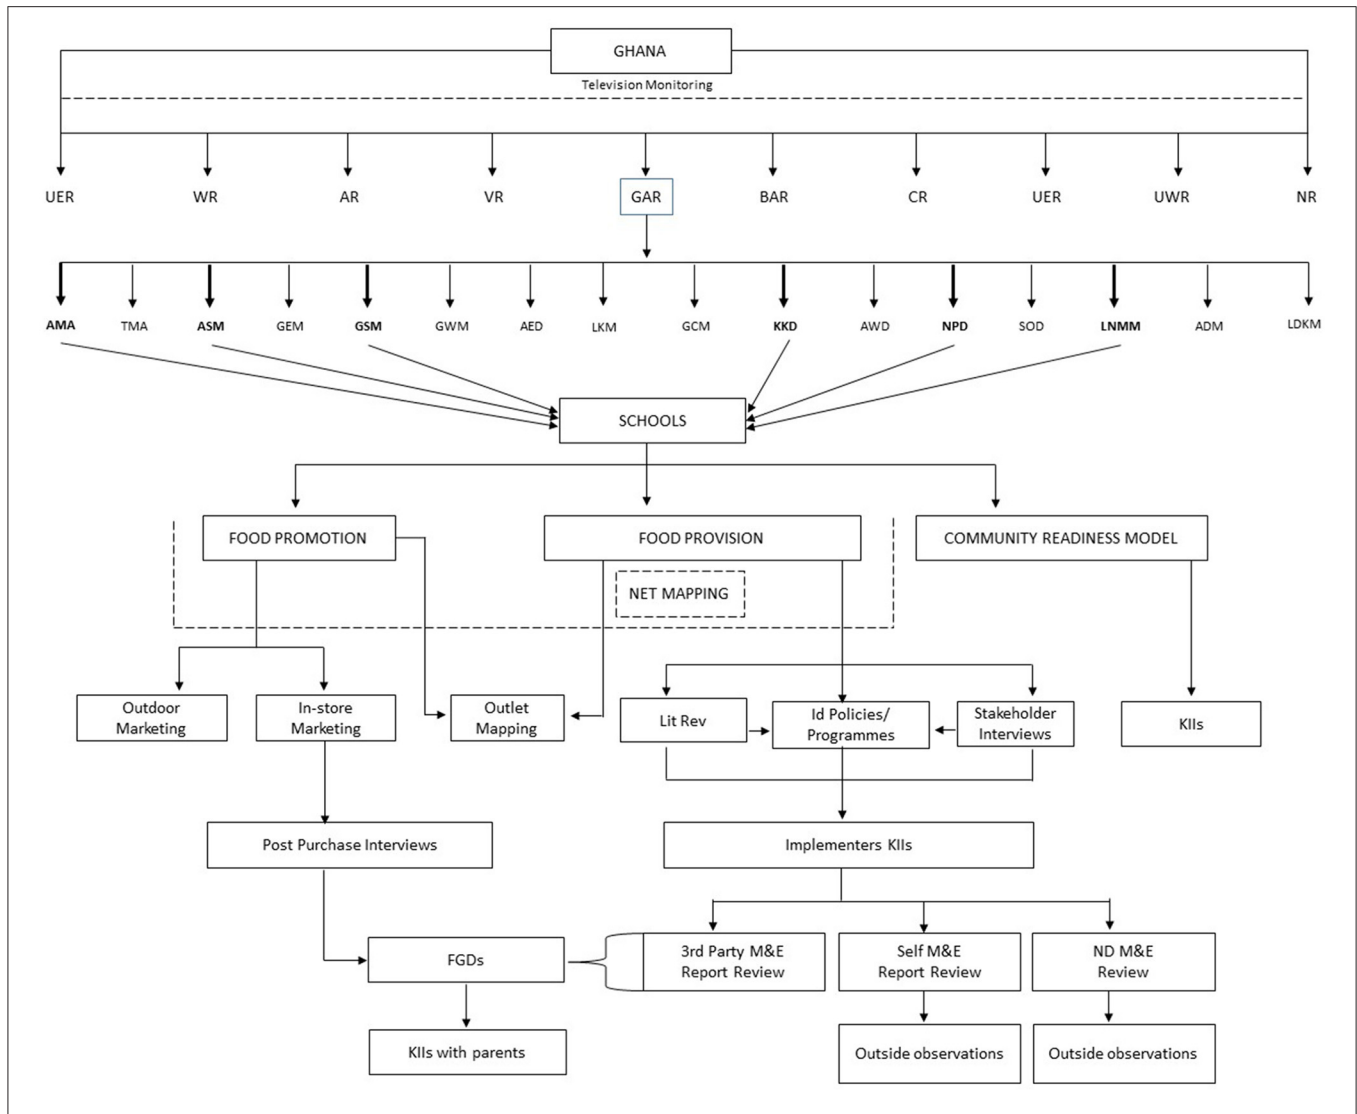 GHANA
Television Monitoring
UER WR AR VR GAR BAR CR UER UWR NR
AMA TMA ASM GEM GSM GWM AED LKM GCM KKD AWD NPD SOD LNMM ADM LDKM
SCHOOLS
FOOD PROMOTION
FOOD PROVISION
COMMUNITY READINESS MODEL
NET MAPPING
Outdoor
Marketing
In-store
Marketing
Outlet
Mapping
Lit Rev
Id Policies/
Programmes
Stakeholder
Interviews
KIIs
Post Purchase Interviews
Implementers KIIs
FGDs
3rd Party M&E
Report Review
Self M&E
Report Review
ND M&E
Review
KIIs with parents
Outside observations
Outside observations